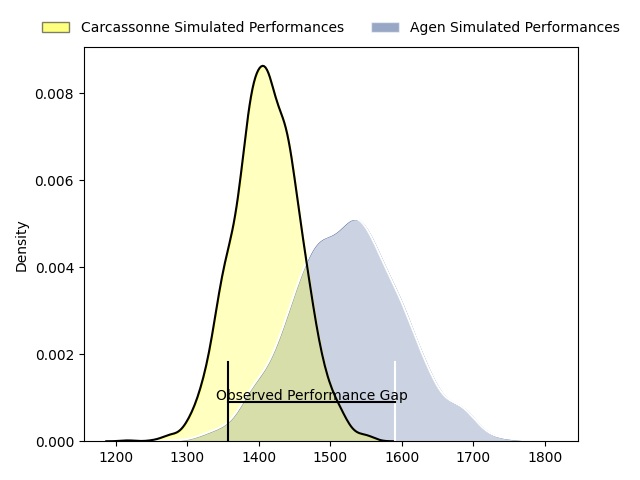 Carcassonne Simulated Performances Agen Simulated Performances
0.008
0.006
0.004
0.002
0.000
Density
Observed Performance Gap
1200 1300 1400 1500 1600 1700 1800